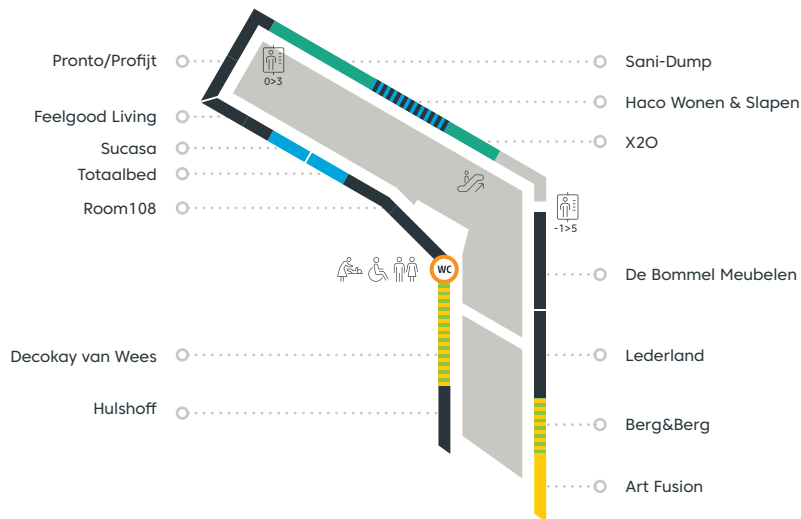 Pronto/Profijt
Feelgood Living
Sucasa
Totaalbed
Room108
Decokay van Wees
Hulshoff
0>3
WC
-1>5
Sani-Dump
Haco Wonen & Slapen
X2O
De Bommel Meubelen
Lederland
Berg&Berg
Art Fusion